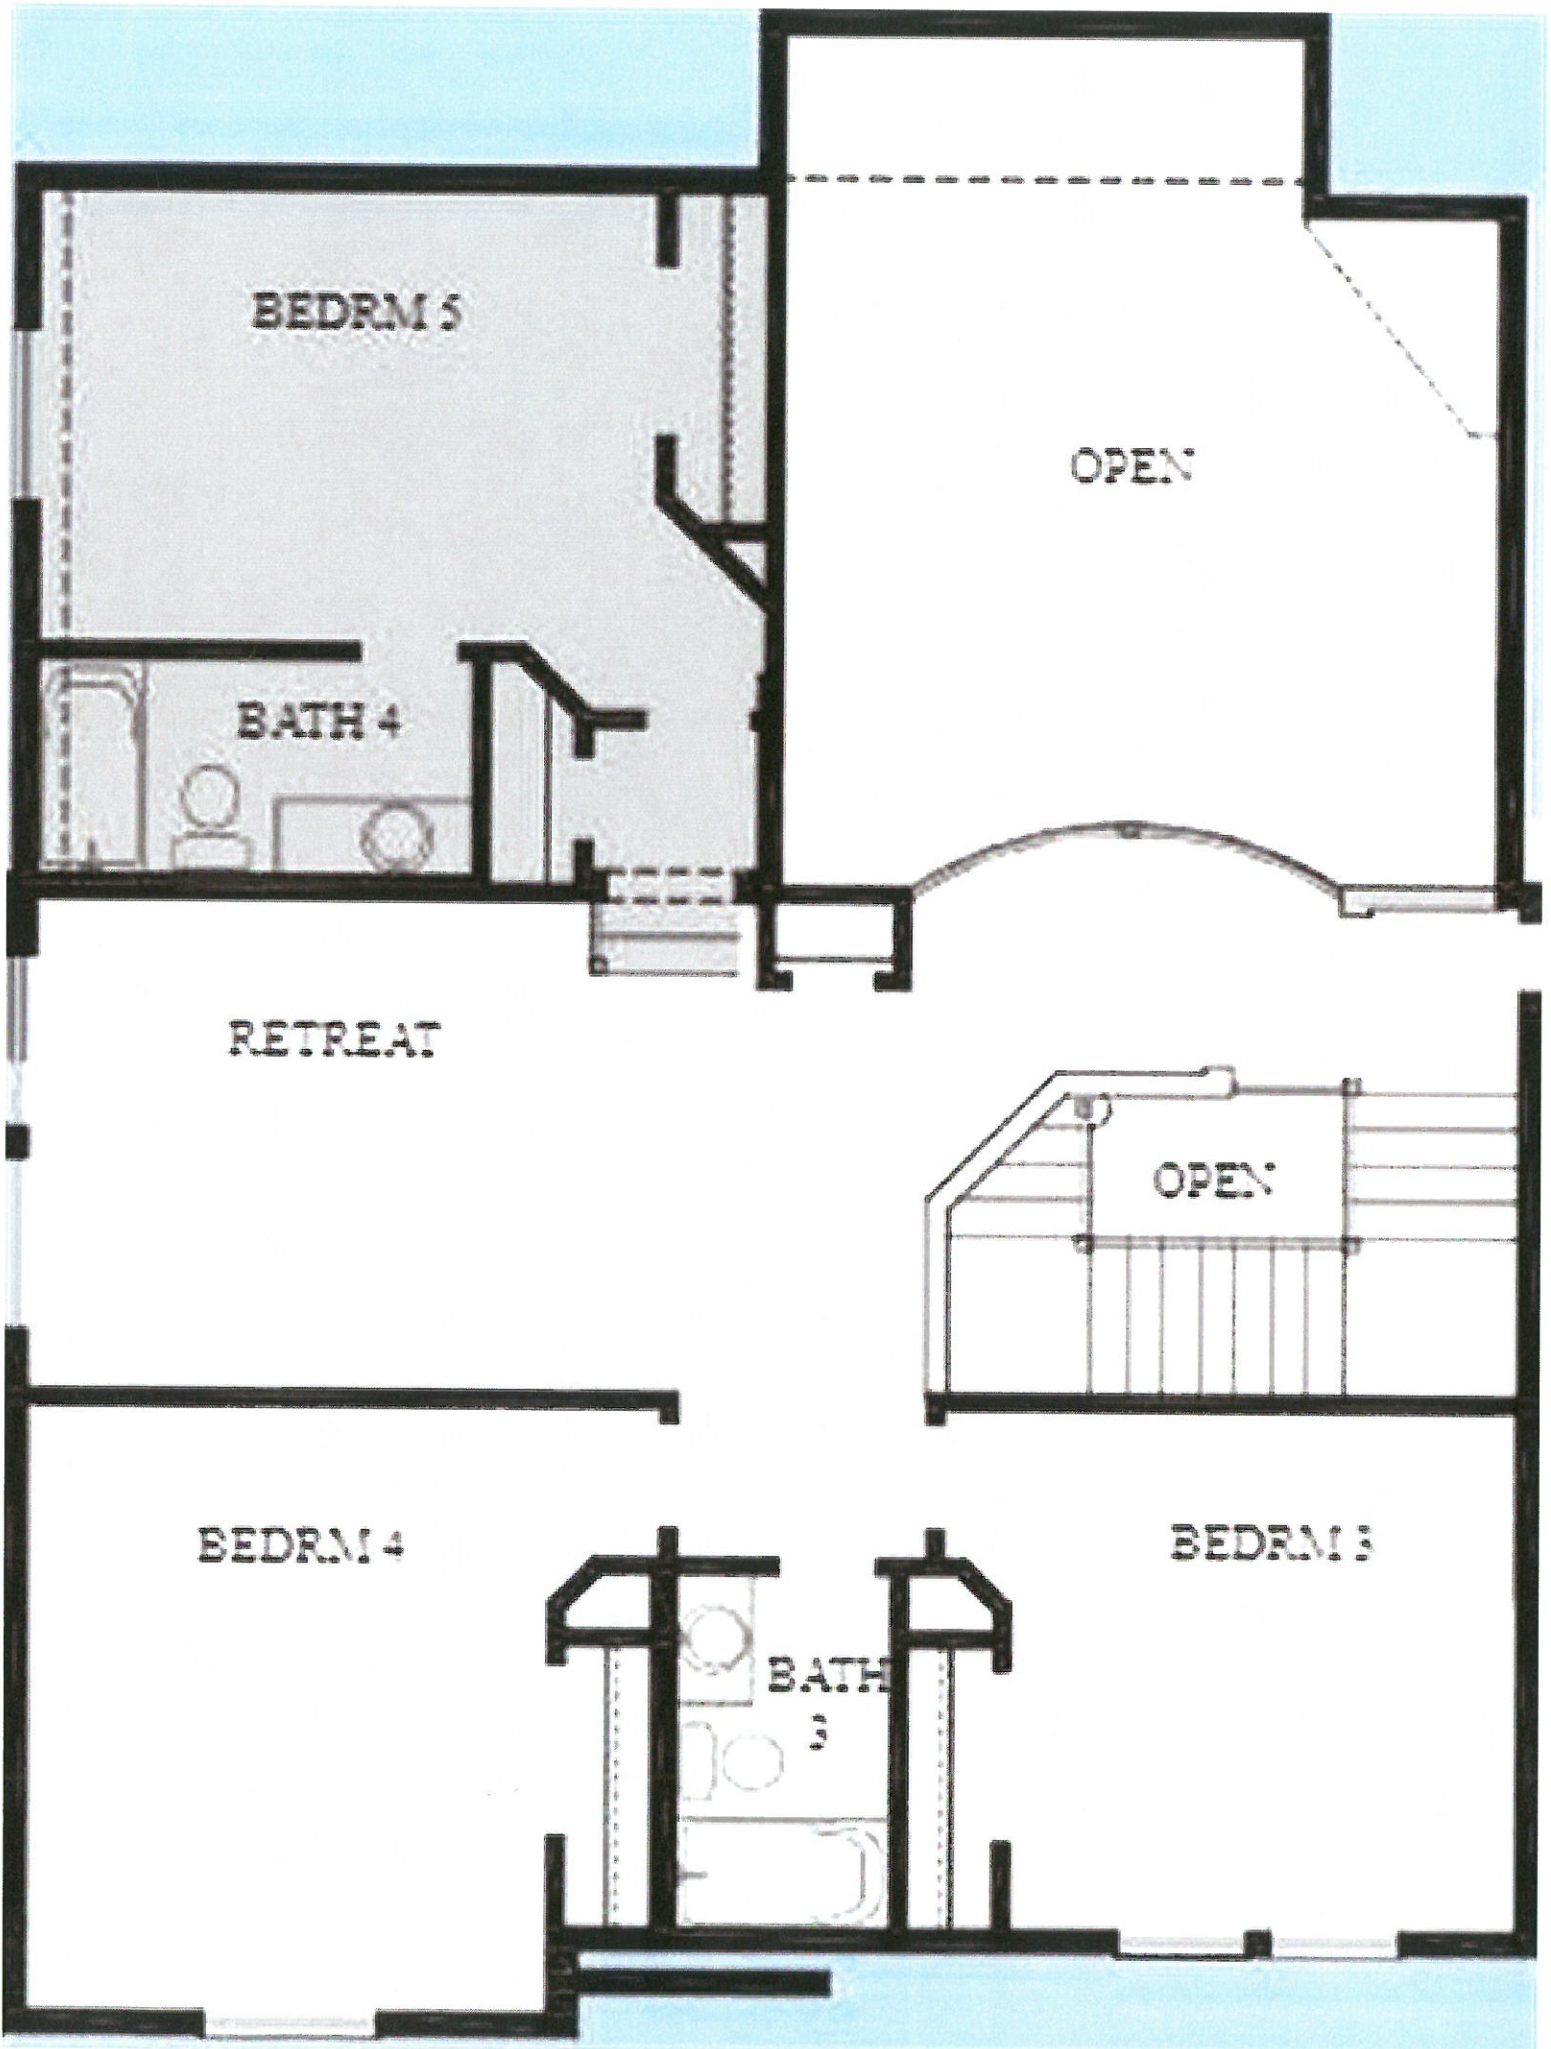 BEDRM 5
OPEN
BATH 4
RETREAT
OPEN
BEDRM 4
BEDRM 3
BATH
3